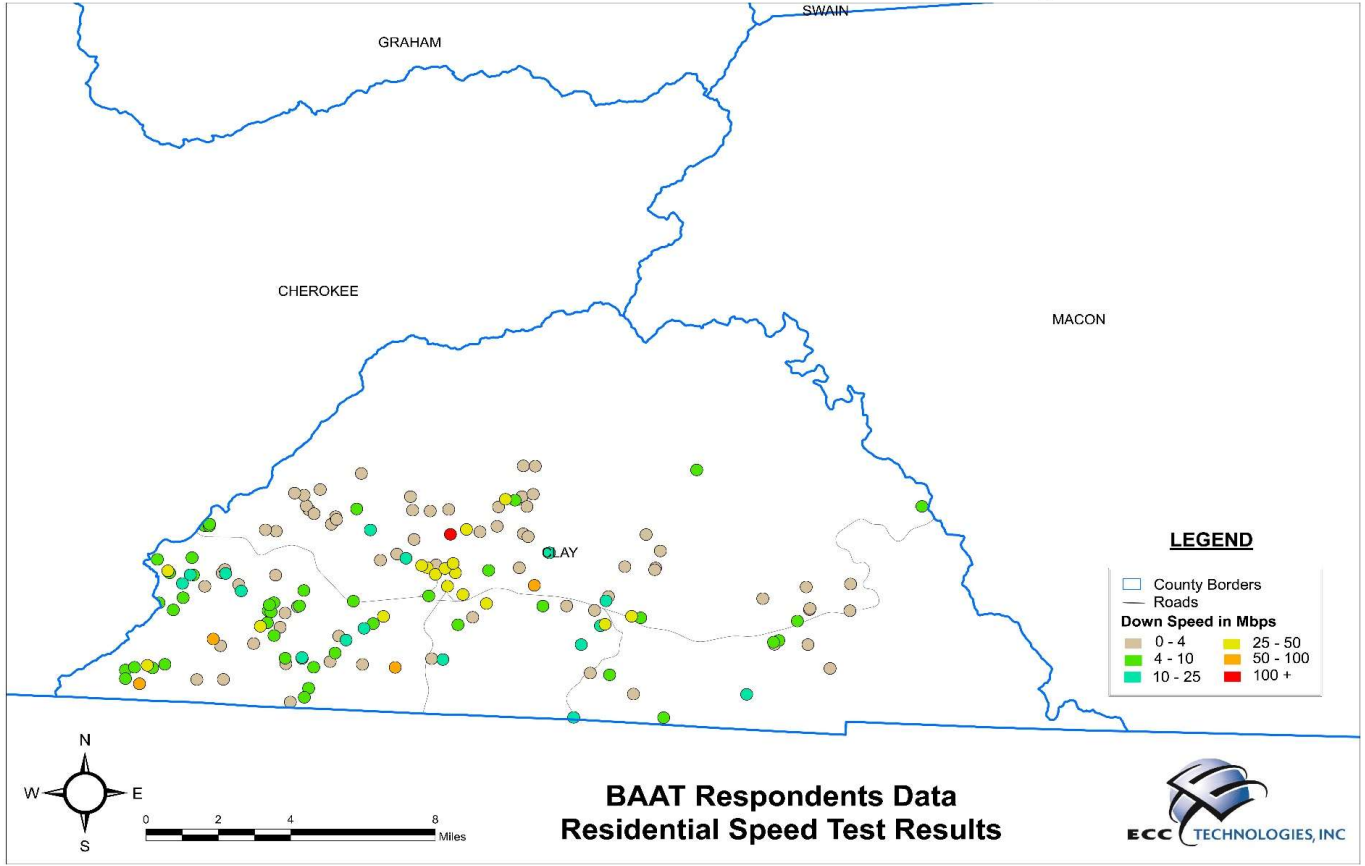 SWAIN
GRAHAM
CHEROKEE
MACON
CLAY
LEGEND
County Borders
Roads
Down Speed in Mbps
0 - 4 25 - 50
4 - 10 50 - 100
10 - 25 100 +
N
W E
S
0 2 4 8
Miles
BAAT Respondents Data
Residential Speed Test Results
ECC TECHNOLOGIES, INC